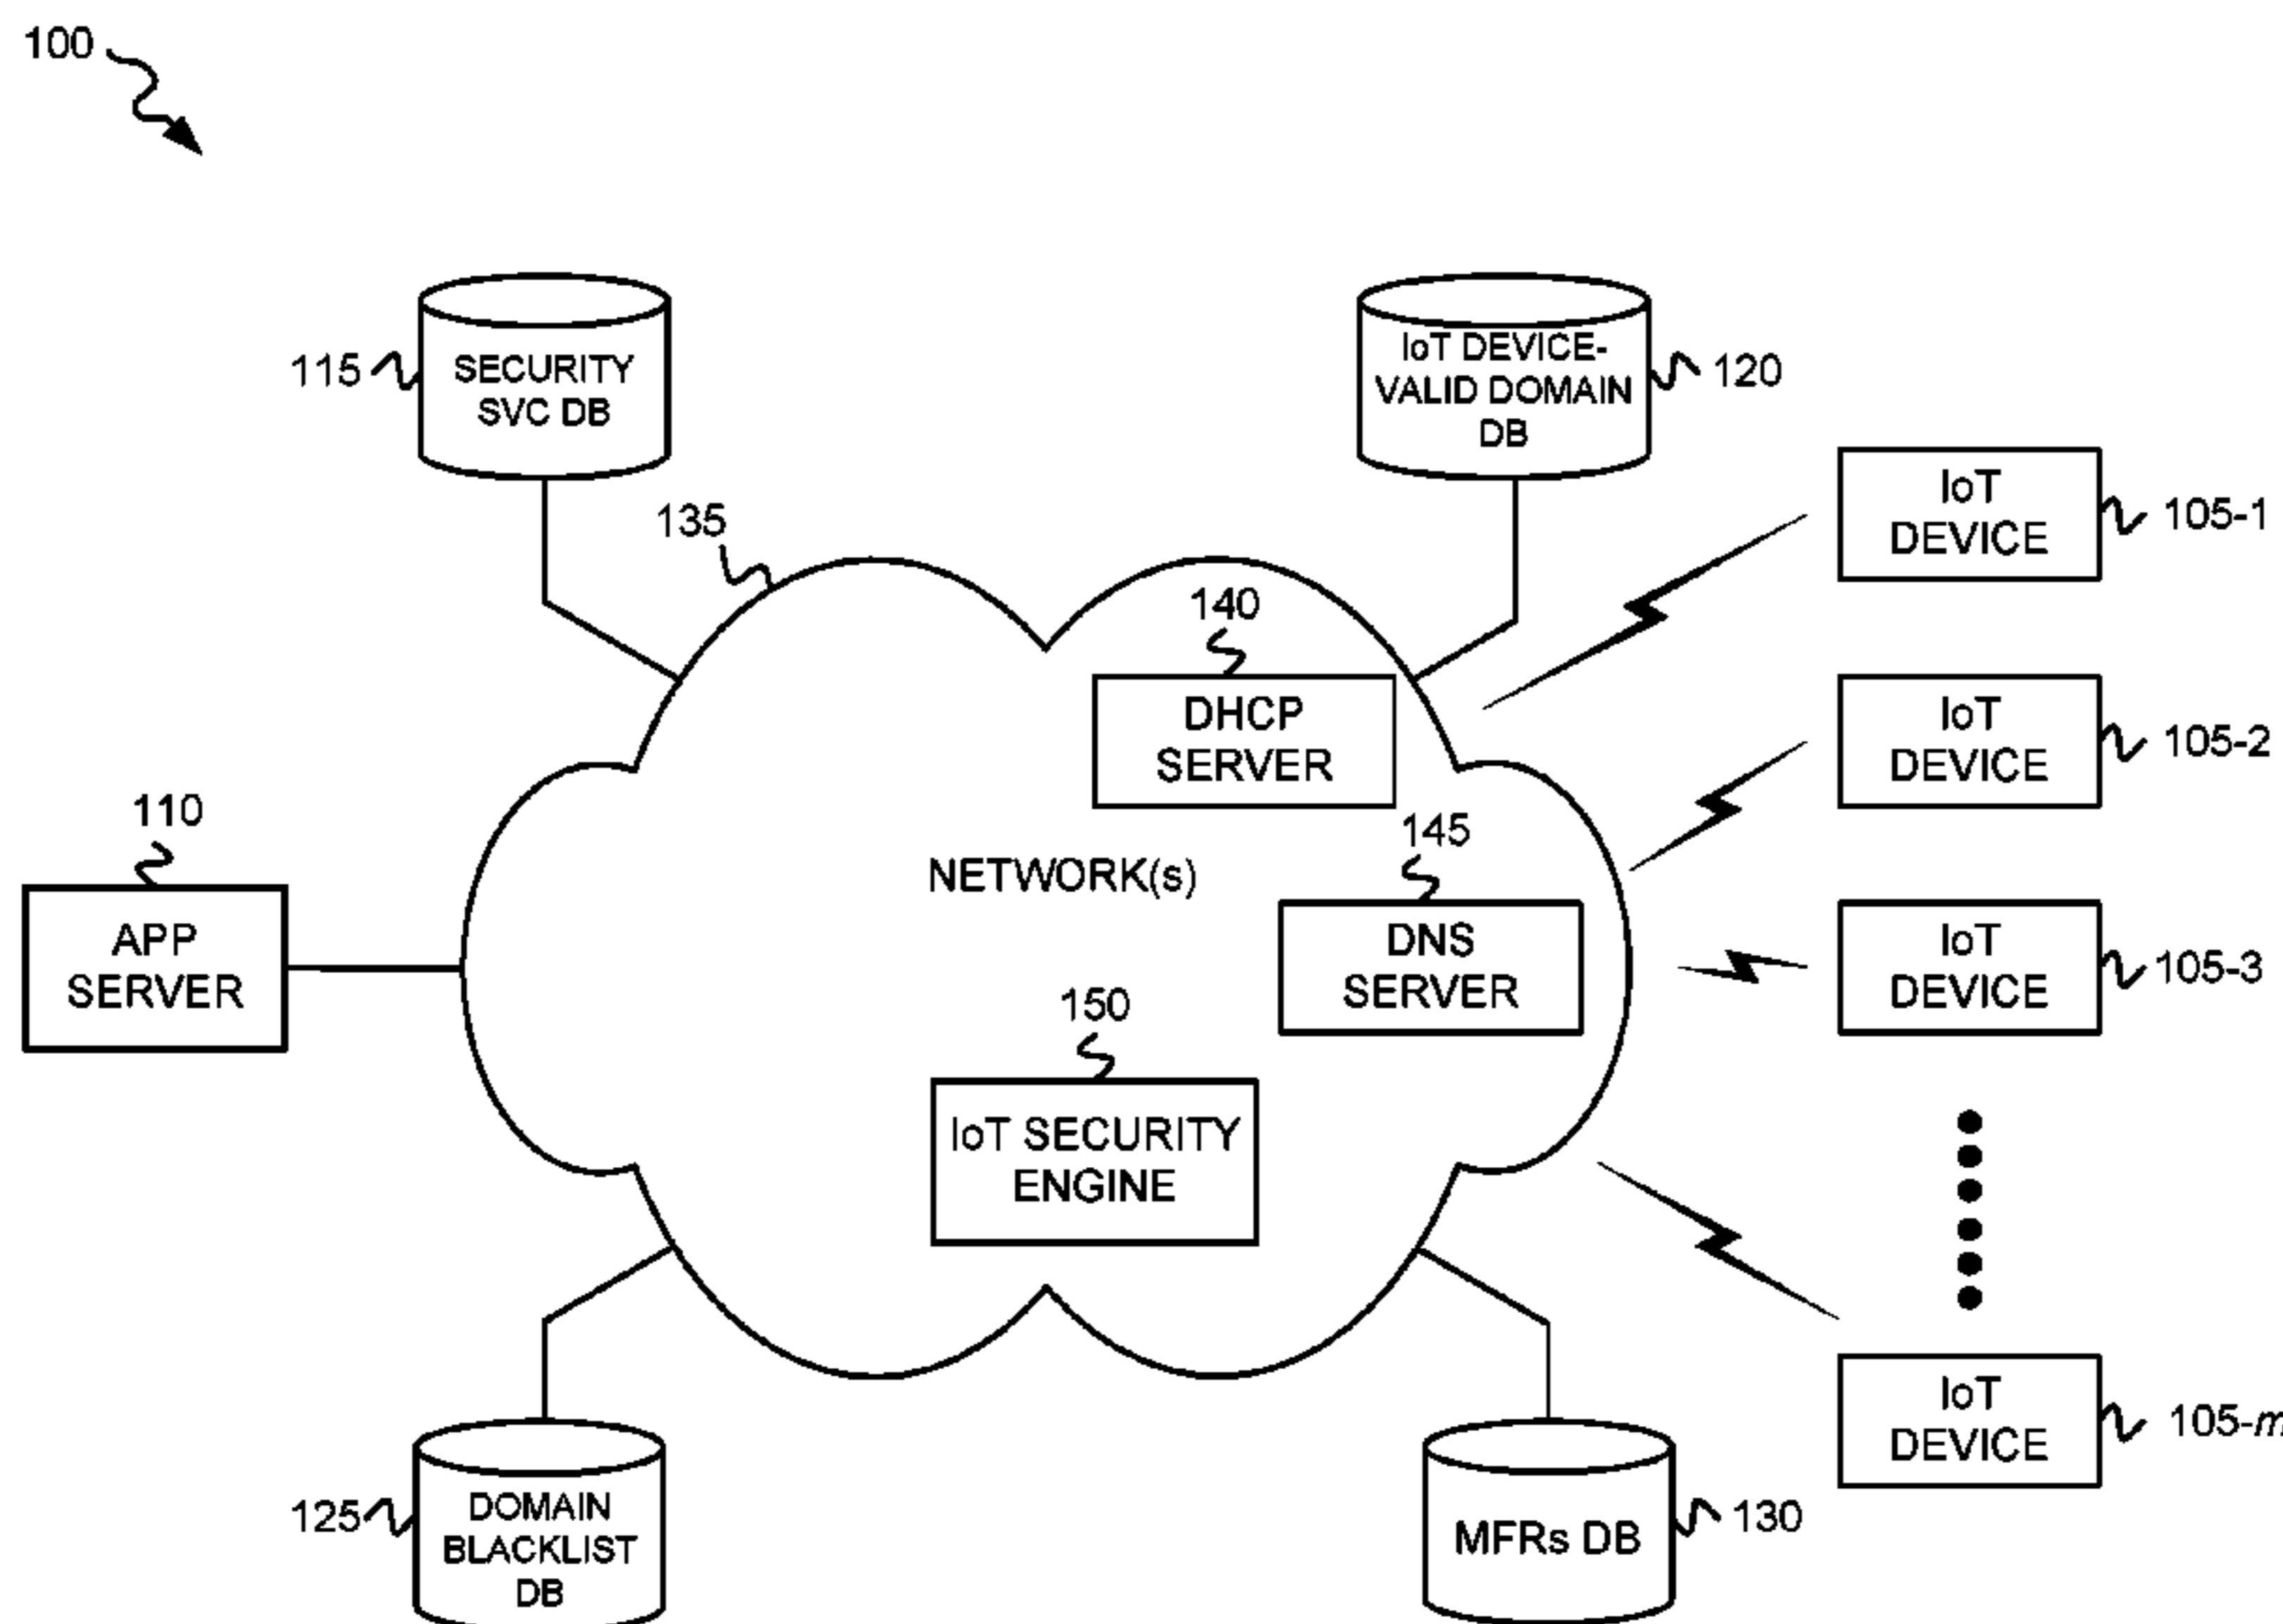 100
115
SECURITY
SVC DB
IoT DEVICE-
VALID DOMAIN
DB
120
135
IoT
DEVICE
105-1
140
DHCP
SERVER
IoT
DEVICE
105-2
110
APP
SERVER
NETWORK(s)
145
DNS
SERVER
IoT
DEVICE
105-3
150
IoT SECURITY
ENGINE
IoT
DEVICE
105-m
125
DOMAIN
BLACKLIST
DB
MFRs DB
130